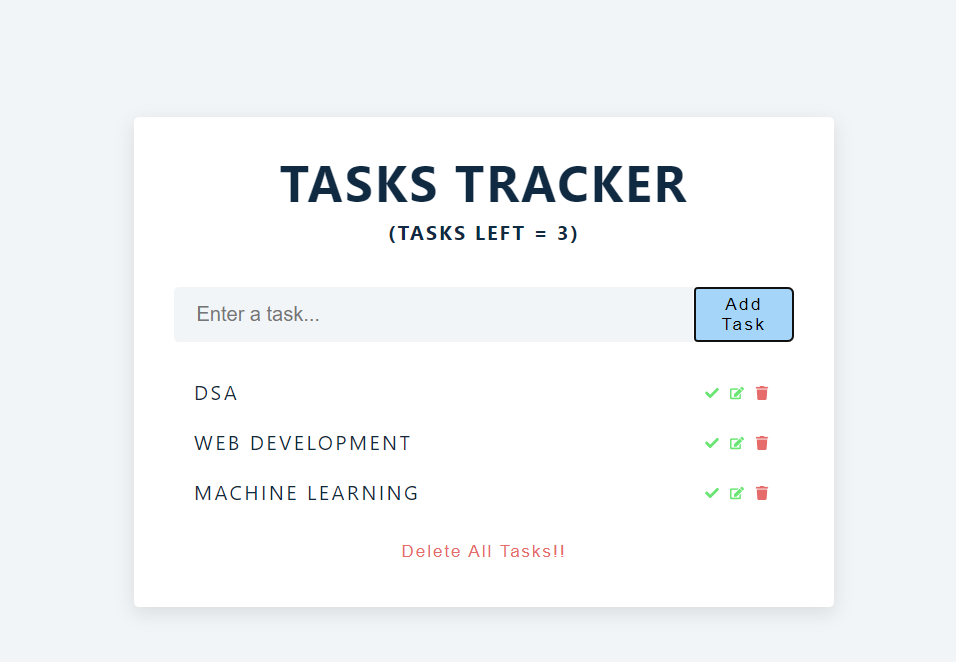 TASKS TRACKER
(TASKS LEFT = 3)
Enter a task...
Add
Task
DSA
WEB DEVELOPMENT
MACHINE LEARNING
Delete All Tasks!!